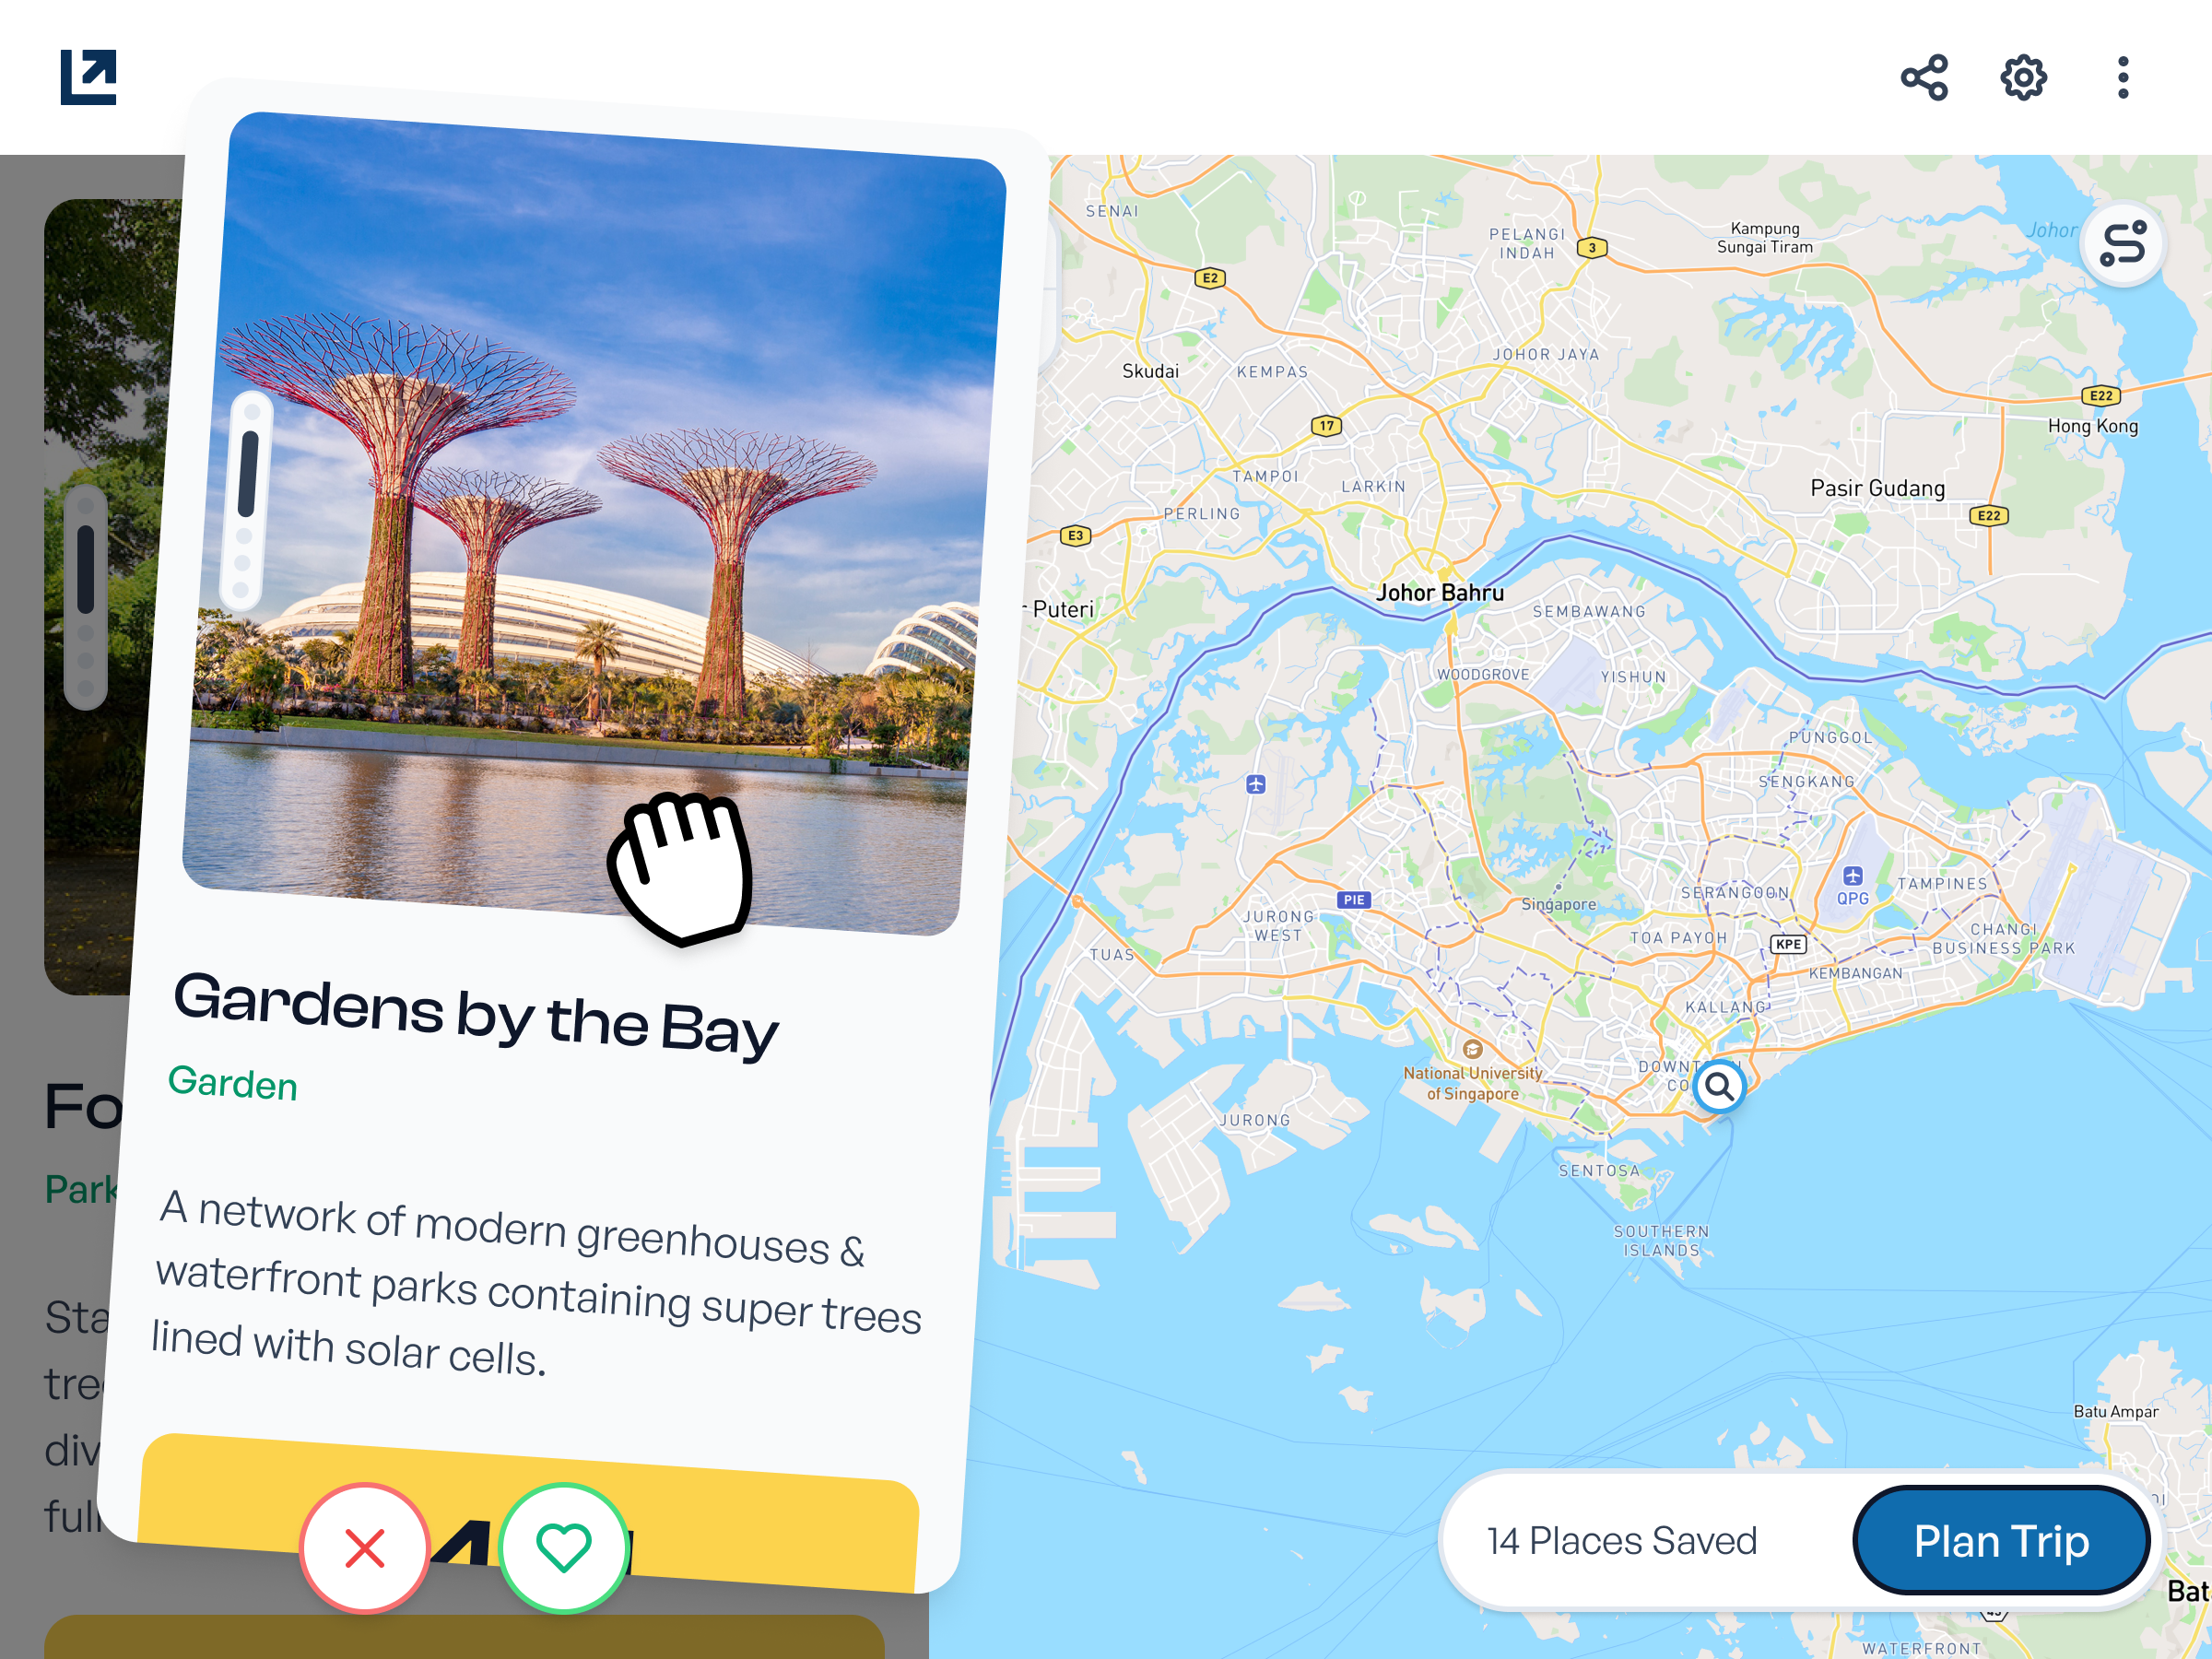 Gardens by the Bay
Garden
A network of modern greenhouses &
waterfront parks containing super trees
lined with solar cells.
Fo
Park
Sta
tre
div
full
SENAI
PELANGI
INDAH
3
Kampung
Sungai Tiram
Johor
E2
JOHOR JAYA
Skudai
KEMPAS
E22
Hong Kong
17
TAMPOI
LARKIN
Pasir Gudang
PERLING
E22
E3
Johor Bahru
Puteri
SEMBAWANG
WOODGROVE
YISHUN
PUNGGOL
SENGKANG
SERANGOON
QPG
TAMPINES
PIE
Singapore
JURONG
WEST
TOA PAYOH
KPE
CHANGI
BUSINESS PARK
TUAS
KEMBANGAN
KALLANG
National University
of Singapore
DOWNT
CO
JURONG
SENTOSA
SOUTHERN
ISLANDS
Batu Ampar
14 Places Saved
Plan Trip
Bat
WATERFRONT